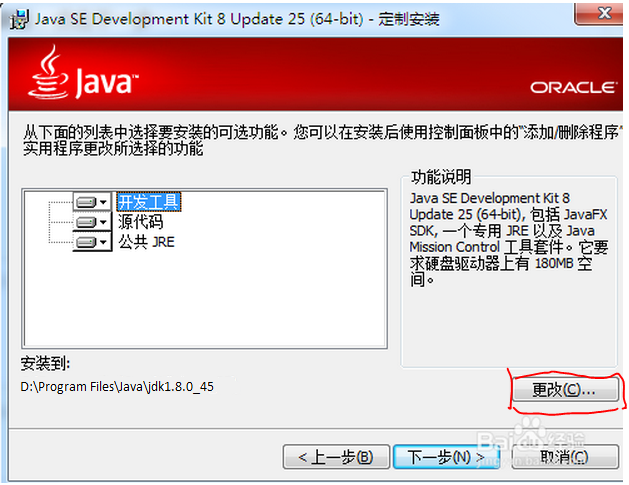 Java SE Development Kit 8 Update 25 (64-bit) - 定制安装
Java™
ORACLE
从下面的列表中选择要安装的可选功能。您可以在安装后使用控制面板中的"添加/删除程序"
实用程序更改所选择的功能
功能说明
开发工具
源代码
公共 JRE
Java SE Development Kit 8
Update 25 (64-bit), 包括 JavaFX
SDK, 一个专用 JRE 以及 Java
Mission Control 工具套件。它要
求硬盘驱动器上有 180MB 空
间。
安装到:
D:\Program Files\Java\jdk1.8.0_45
更改(C)...
< 上一步(B)
下一步(N) >
取消(C)
Baidu 经验